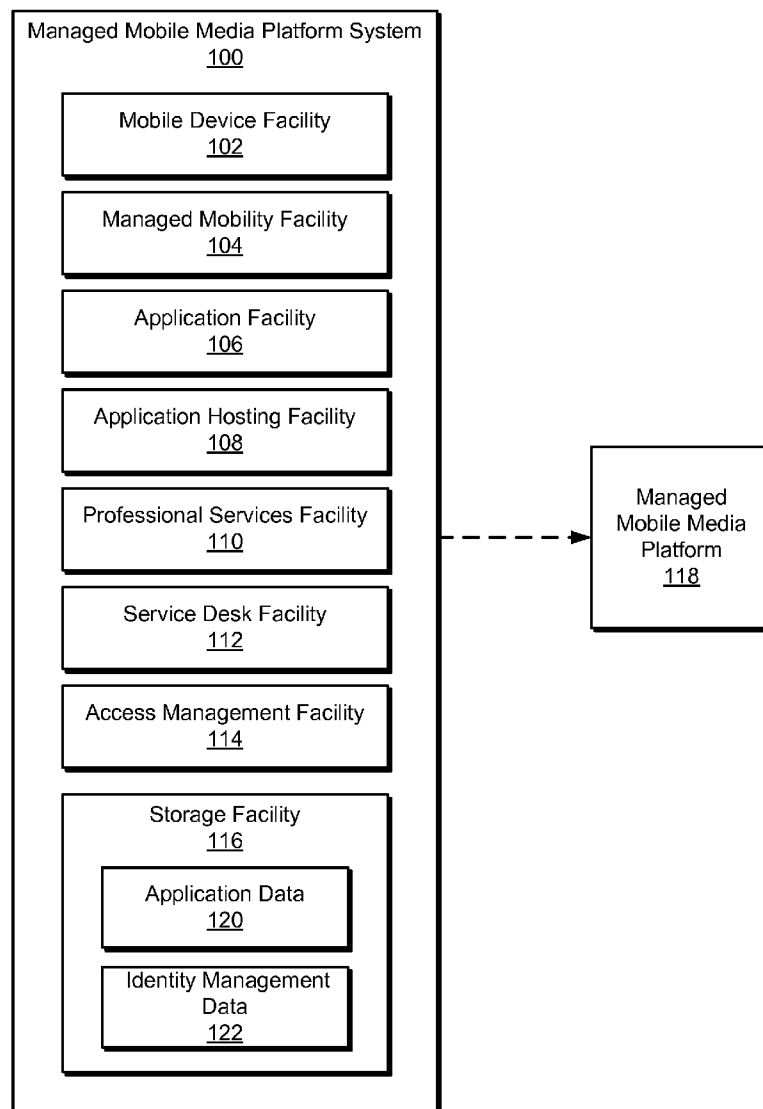 Managed Mobile Media Platform System
100
Mobile Device Facility
102
Managed Mobility Facility
104
Application Facility
106
Application Hosting Facility
108
Professional Services Facility
110
Service Desk Facility
112
Access Management Facility
114
Storage Facility
116
Application Data
120
Identity Management
Data
122
Managed
Mobile Media
Platform
118